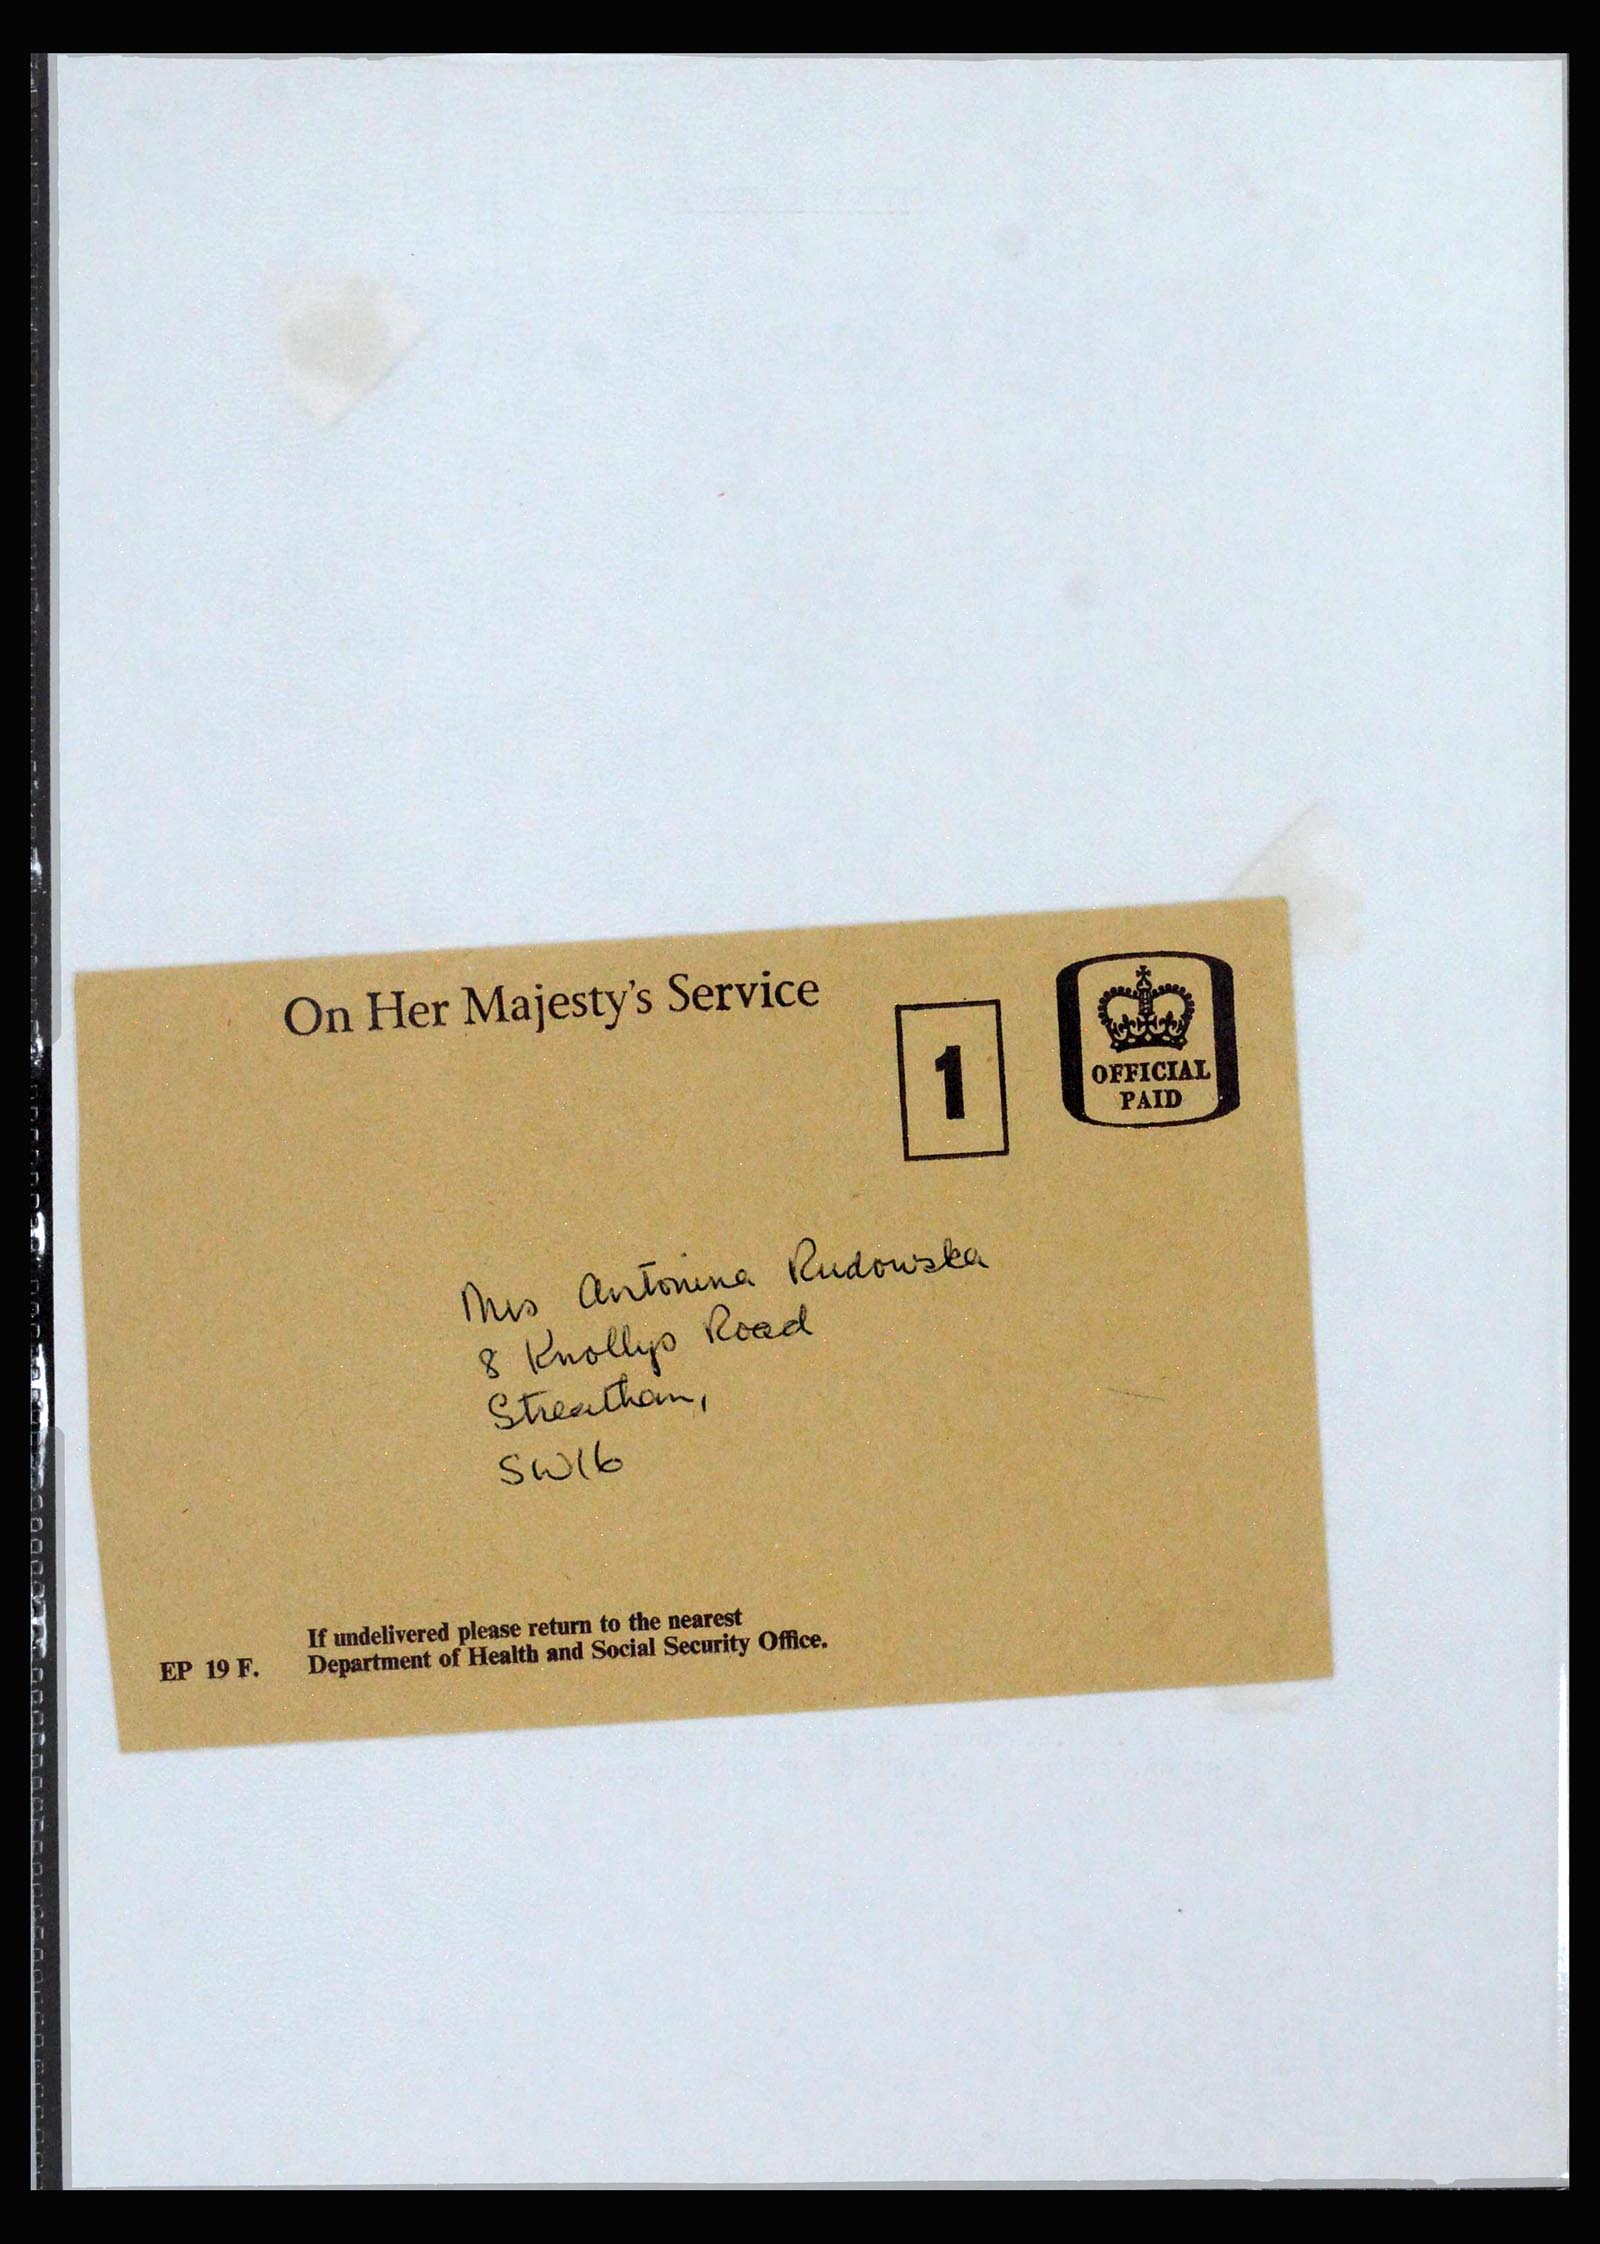 On Her Majesty's Service
1
OFFICIAL
PAID
Mrs Antonina Rudowska
8 Knollys Road
Streatham,
SW16
If undelivered please return to the nearest
EP 19 F. Department of Health and Social Security Office.